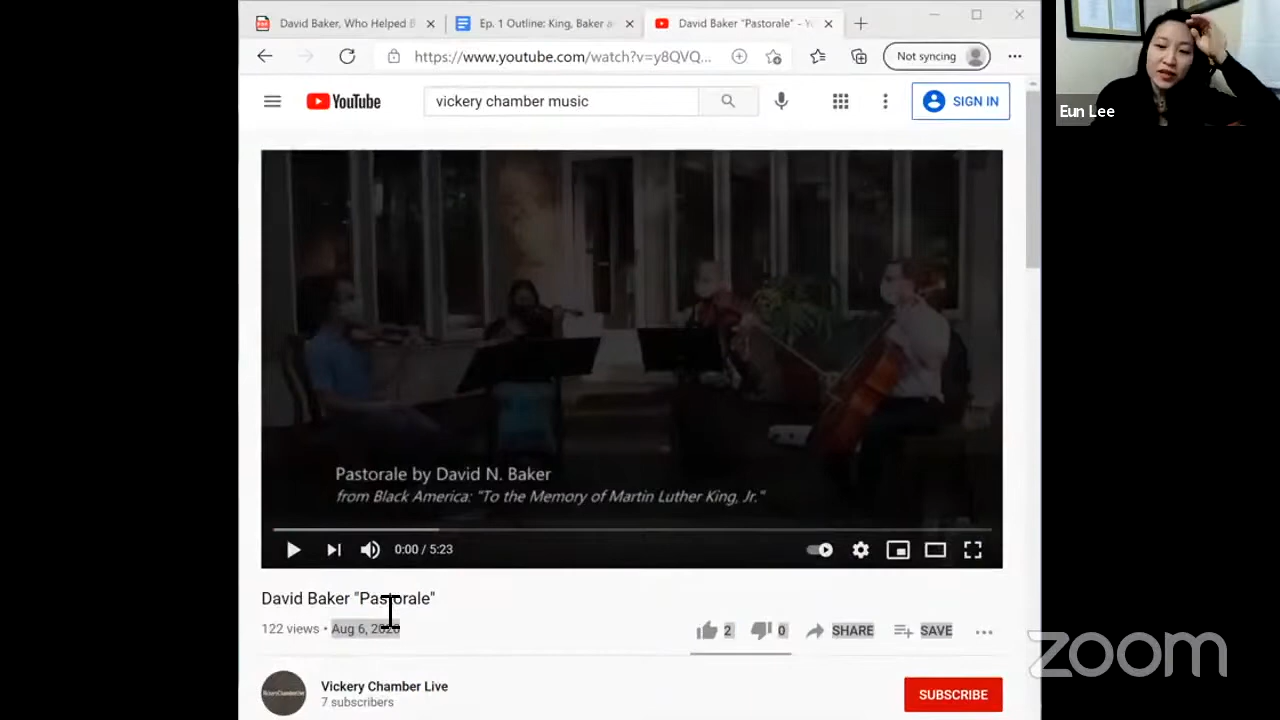 David Baker, Who Helped B
Ep. 1 Outline: King, Baker a
David Baker "Pastorale" - Yo
https://www.youtube.com/watch?v=y8QVQ...
Not syncing
YouTube
vickery chamber music
SIGN IN
Eun Lee
Pastorale by David N. Baker
from Black America: "To the Memory of Martin Luther King, Jr."
0:00 / 5:23
David Baker "Pastorale"
122 views • Aug 6, 2020
2
0
SHARE
SAVE
Vickery Chamber Live
7 subscribers
SUBSCRIBE
zoom